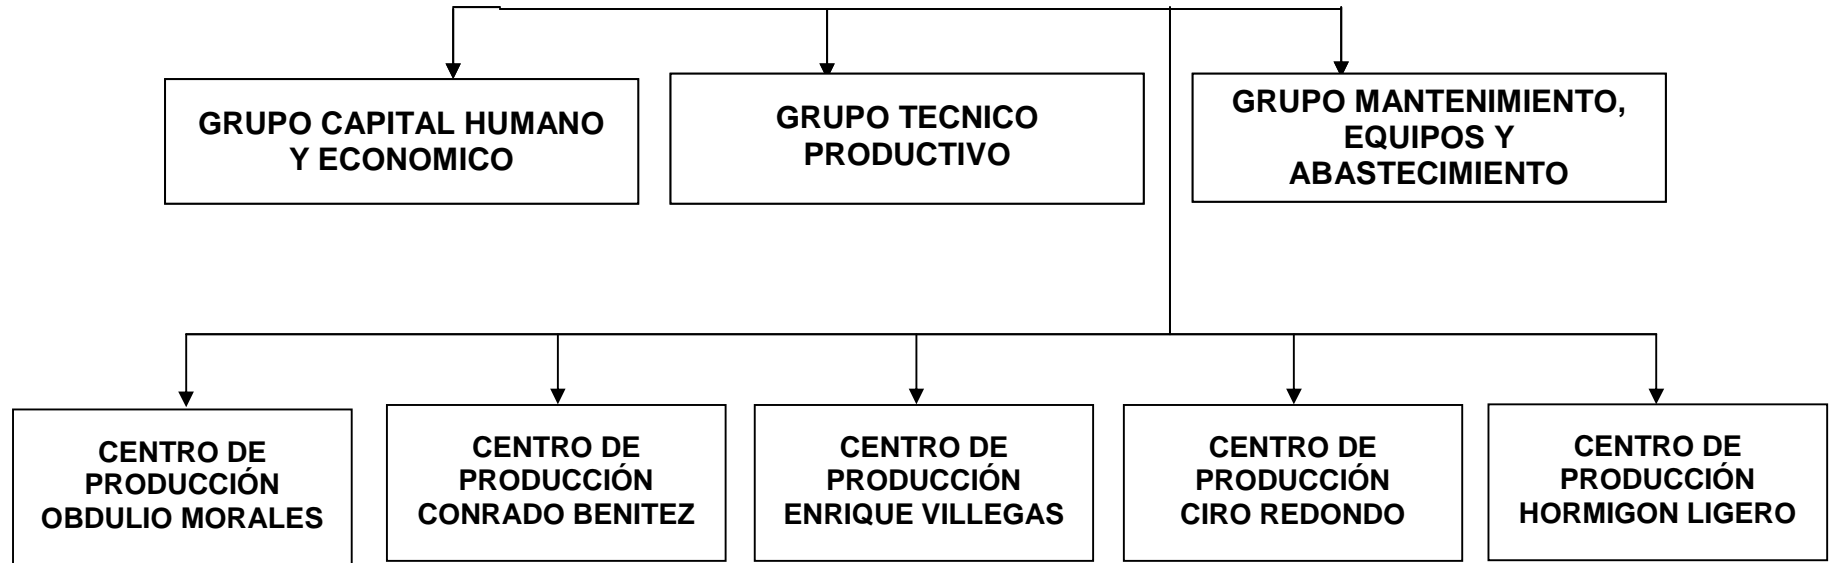 GRUPO CAPITAL HUMANO
Y ECONOMICO
GRUPO TECNICO
PRODUCTIVO
GRUPO MANTENIMIENTO,
EQUIPOS Y
ABASTECIMIENTO
CENTRO DE
PRODUCCIÓN
OBDULIO MORALES
CENTRO DE
PRODUCCIÓN
CONRADO BENITEZ
CENTRO DE
PRODUCCIÓN
ENRIQUE VILLEGAS
CENTRO DE
PRODUCCIÓN
CIRO REDONDO
CENTRO DE
PRODUCCIÓN
HORMIGON LIGERO